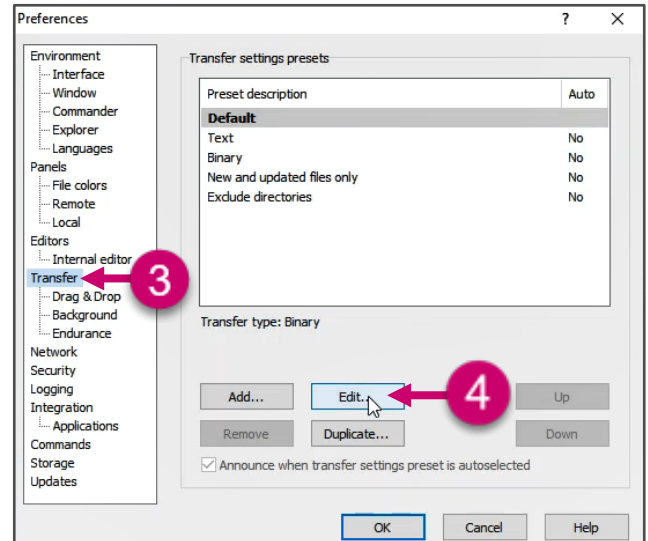 Preferences ? X
Environment
Interface
Window
Commander
Explorer
Languages
Panels
File colors
Remote
Local
Editors
Internal editor
Transfer
Drag & Drop
Background
Endurance
Network
Security
Logging
Integration
Applications
Commands
Storage
Updates
3
Transfer settings presets
Preset description Auto
Default
Text No
Binary No
New and updated files only No
Exclude directories No
Transfer type: Binary
Add... Edit... 4 Up
Remove Duplicate... Down
Announce when transfer settings preset is autoselected
OK Cancel Help